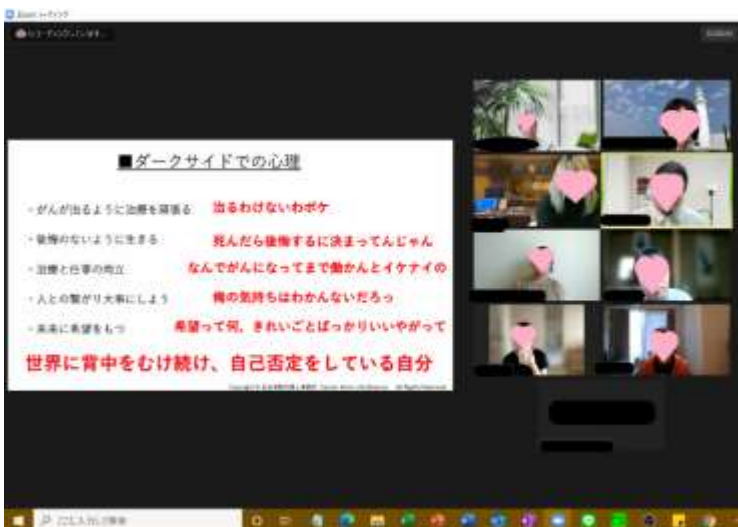 ■ダークサイドでの心理
・がんが治るように治療を頑張る 治るわけないわボケ
・後悔のないように生きる 死んだら後悔するに決まってんじゃん
・治療と仕事の両立 なんでがんになってまで働かんとイケナイの
・人との繋がり大事にしよう 俺の気持ちはわかんないだろっ
・未来に希望をもつ 希望って何、きれいごとばっかりいいやがって
世界に背中をむけ続け、自己否定をしている自分